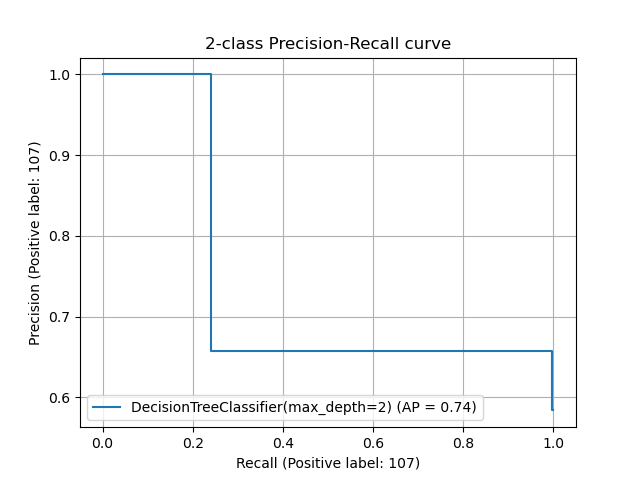 2-class Precision-Recall curve
1.0
0.9
0.8
0.7
0.6
Precision (Positive label: 107)
DecisionTreeClassifier(max_depth=2) (AP = 0.74)
0.0 0.2 0.4 0.6 0.8 1.0
Recall (Positive label: 107)